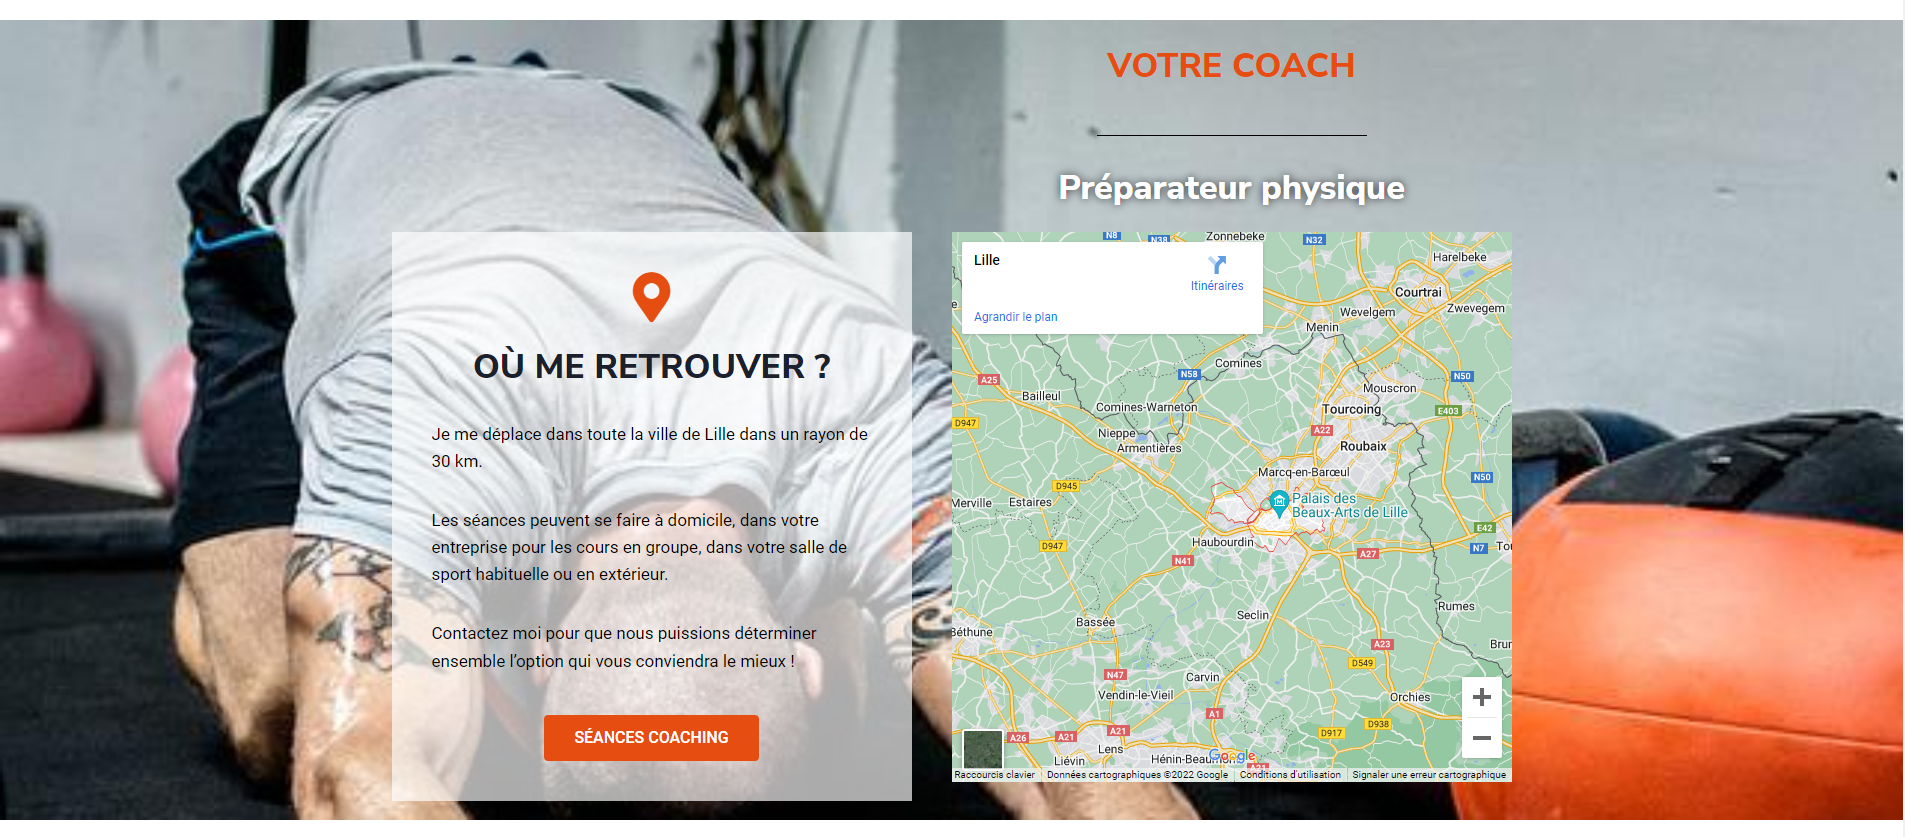 VOTRE COACH
Préparateur physique
OÙ ME RETROUVER ?
Je me déplace dans toute la ville de Lille dans un rayon de
30 km.
Les séances peuvent se faire à domicile, dans votre
entreprise pour les cours en groupe, dans votre salle de
sport habituelle ou en extérieur.
Contactez moi pour que nous puissions déterminer
ensemble l’option qui vous conviendra le mieux !
SÉANCES COACHING
Lille
Itinéraires
Agrandir le plan
N8
N38
Zonnebeke
N32
Harelbeke
Courtrai
Zwevegem
Wevelgem
Menin
Comines
N58
A25
Mouscron
N50
Bailleul
Comines-Warneton
Tourcoing
E403
D947
Nieppe
A22
Armentières
Roubaix
Marcq-en-Barœul
N50
D945
Merville
Estaires
Palais des
Beaux-Arts de Lille
E42
D947
Haubourdin
N7
A27
N41
Rumes
Seclin
Bassée
Béthune
A23
D549
N47
Carvin
Vendin-le-Vieil
Orchies
A1
D938
A26
A21
A21
D917
Lens
Liévin
Hénin-Beaumont
Google
A21
Raccourcis clavier
Données cartographiques ©2022 Google
Conditions d'utilisation
Signaler une erreur cartographique